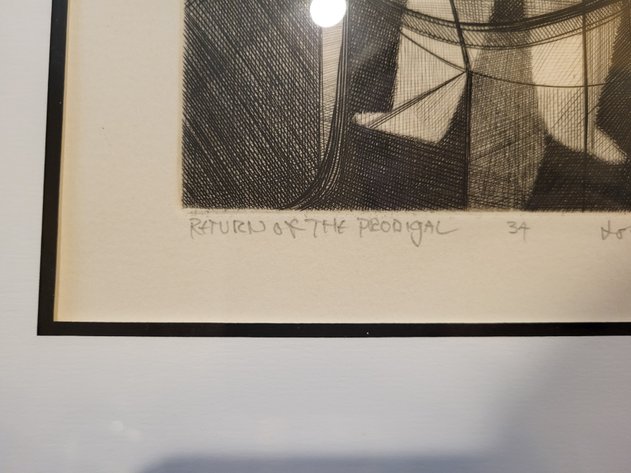 RETURN OF THE PRODIGAL 34